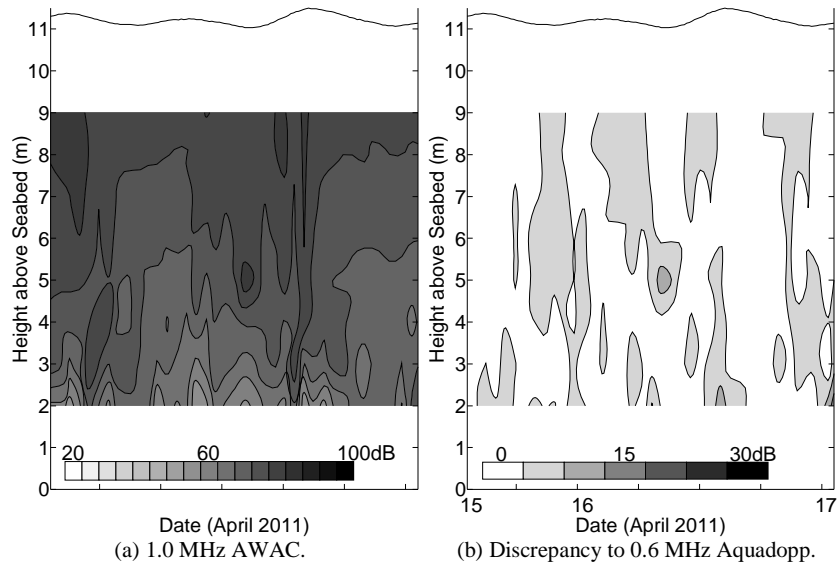 11
9
8
7
6
5
4
3
2
1
0
Height above Seabed (m)
20 60 100dB
Date (April 2011)
(a) 1.0 MHz AWAC.
11
9
8
7
6
5
4
3
2
1
0
Height above Seabed (m)
0 15 30dB
15 16 17
Date (April 2011)
(b) Discrepancy to 0.6 MHz Aquadopp.